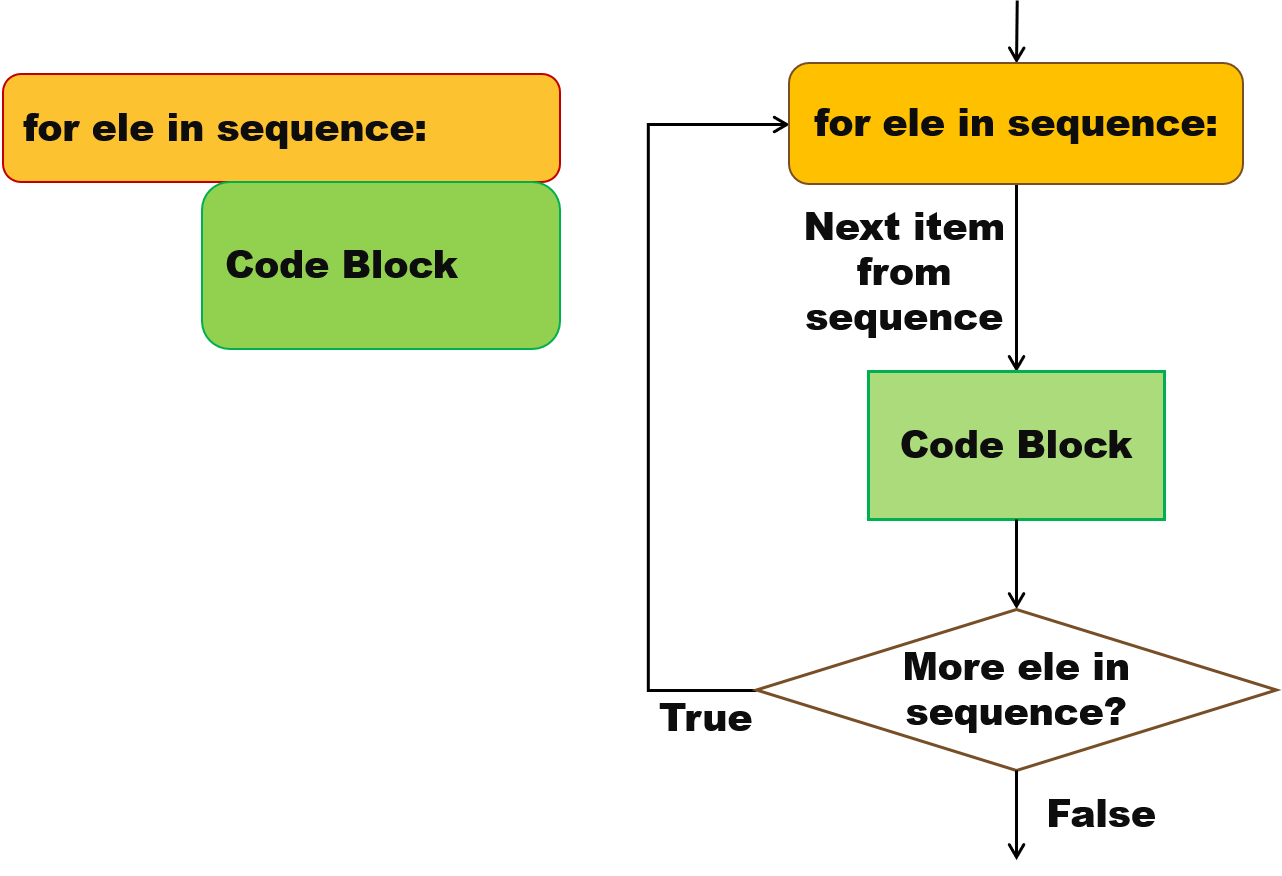 for ele in sequence:
Code Block
for ele in sequence:
Next item
from
sequence
Code Block
More ele in
sequence?
True
False